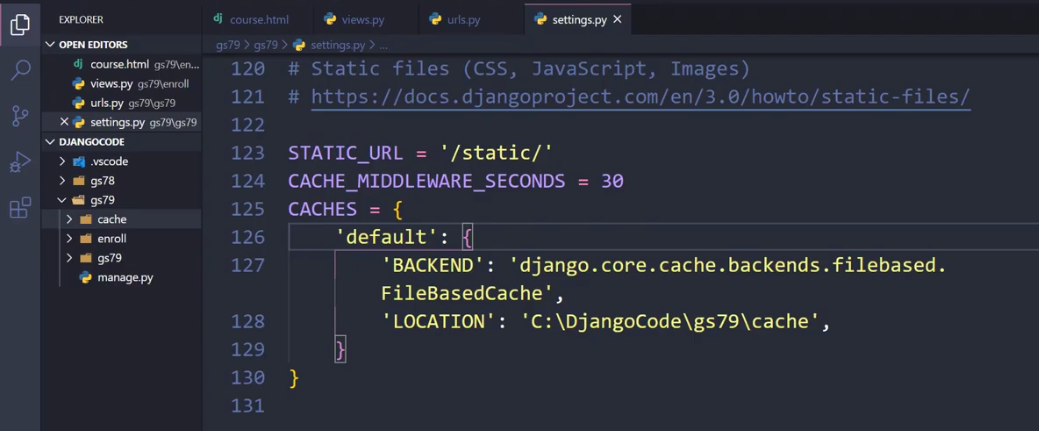 EXPLORER
OPEN EDITORS
course.html gs79\en...
views.py gs79\enroll
urls.py gs79\gs79
settings.py gs79\gs79
DJANGOCODE
.vscode
gs78
gs79
cache
enroll
gs79
manage.py
course.html views.py urls.py settings.py
gs79 > gs79 > settings.py > ...
120 # Static files (CSS, JavaScript, Images)
121 # https://docs.djangoproject.com/en/3.0/howto/static-files/
122
123 STATIC_URL = '/static/'
124 CACHE_MIDDLEWARE_SECONDS = 30
125 CACHES = {
126 'default': {
127 'BACKEND': 'django.core.cache.backends.filebased.
FileBasedCache',
128 'LOCATION': 'C:\DjangoCode\gs79\cache',
129 }
130 }
131